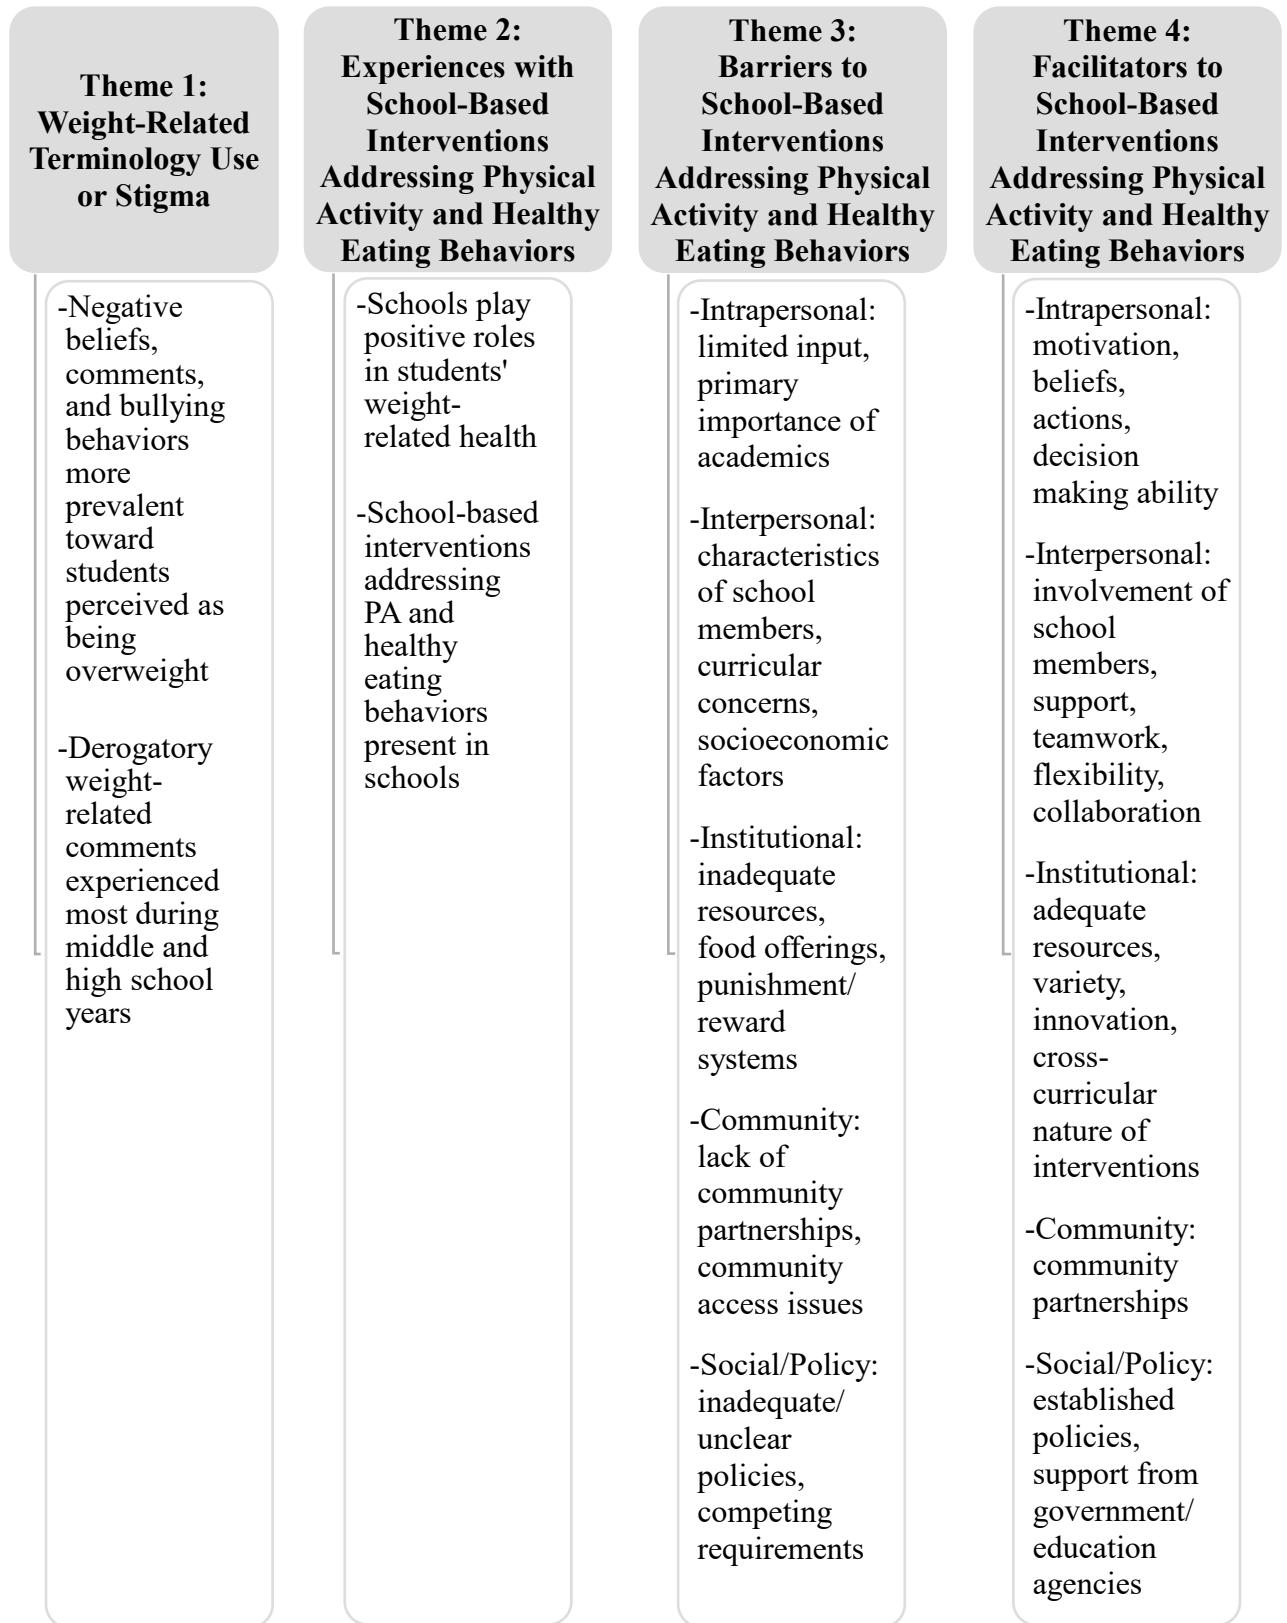 Theme 1:
Weight-Related
Terminology Use
or Stigma
-Negative
beliefs,
comments,
and bullying
behaviors
more
prevalent
toward
students
perceived as
being
overweight
-Derogatory
weight-
related
comments
experienced
most during
middle and
high school
years
Theme 2:
Experiences with
School-Based
Interventions
Addressing Physical
Activity and Healthy
Eating Behaviors
-Schools play
positive roles
in students'
weight-
related health
-School-based
interventions
addressing
PA and
healthy
eating
behaviors
present in
schools
Theme 3:
Barriers to
School-Based
Interventions
Addressing Physical
Activity and Healthy
Eating Behaviors
-Intrapersonal:
limited input,
primary
importance of
academics
-Interpersonal:
characteristics
of school
members,
curricular
concerns,
socioeconomic
factors
-Institutional:
inadequate
resources,
food offerings,
punishment/
reward
systems
-Community:
lack of
community
partnerships,
community
access issues
-Social/Policy:
inadequate/
unclear
policies,
competing
requirements
Theme 4:
Facilitators to
School-Based
Interventions
Addressing Physical
Activity and Healthy
Eating Behaviors
-Intrapersonal:
motivation,
beliefs,
actions,
decision
making ability
-Interpersonal:
involvement of
school
members,
support,
teamwork,
flexibility,
collaboration
-Institutional:
adequate
resources,
variety,
innovation,
cross-
curricular
nature of
interventions
-Community:
community
partnerships
-Social/Policy:
established
policies,
support from
government/
education
agencies